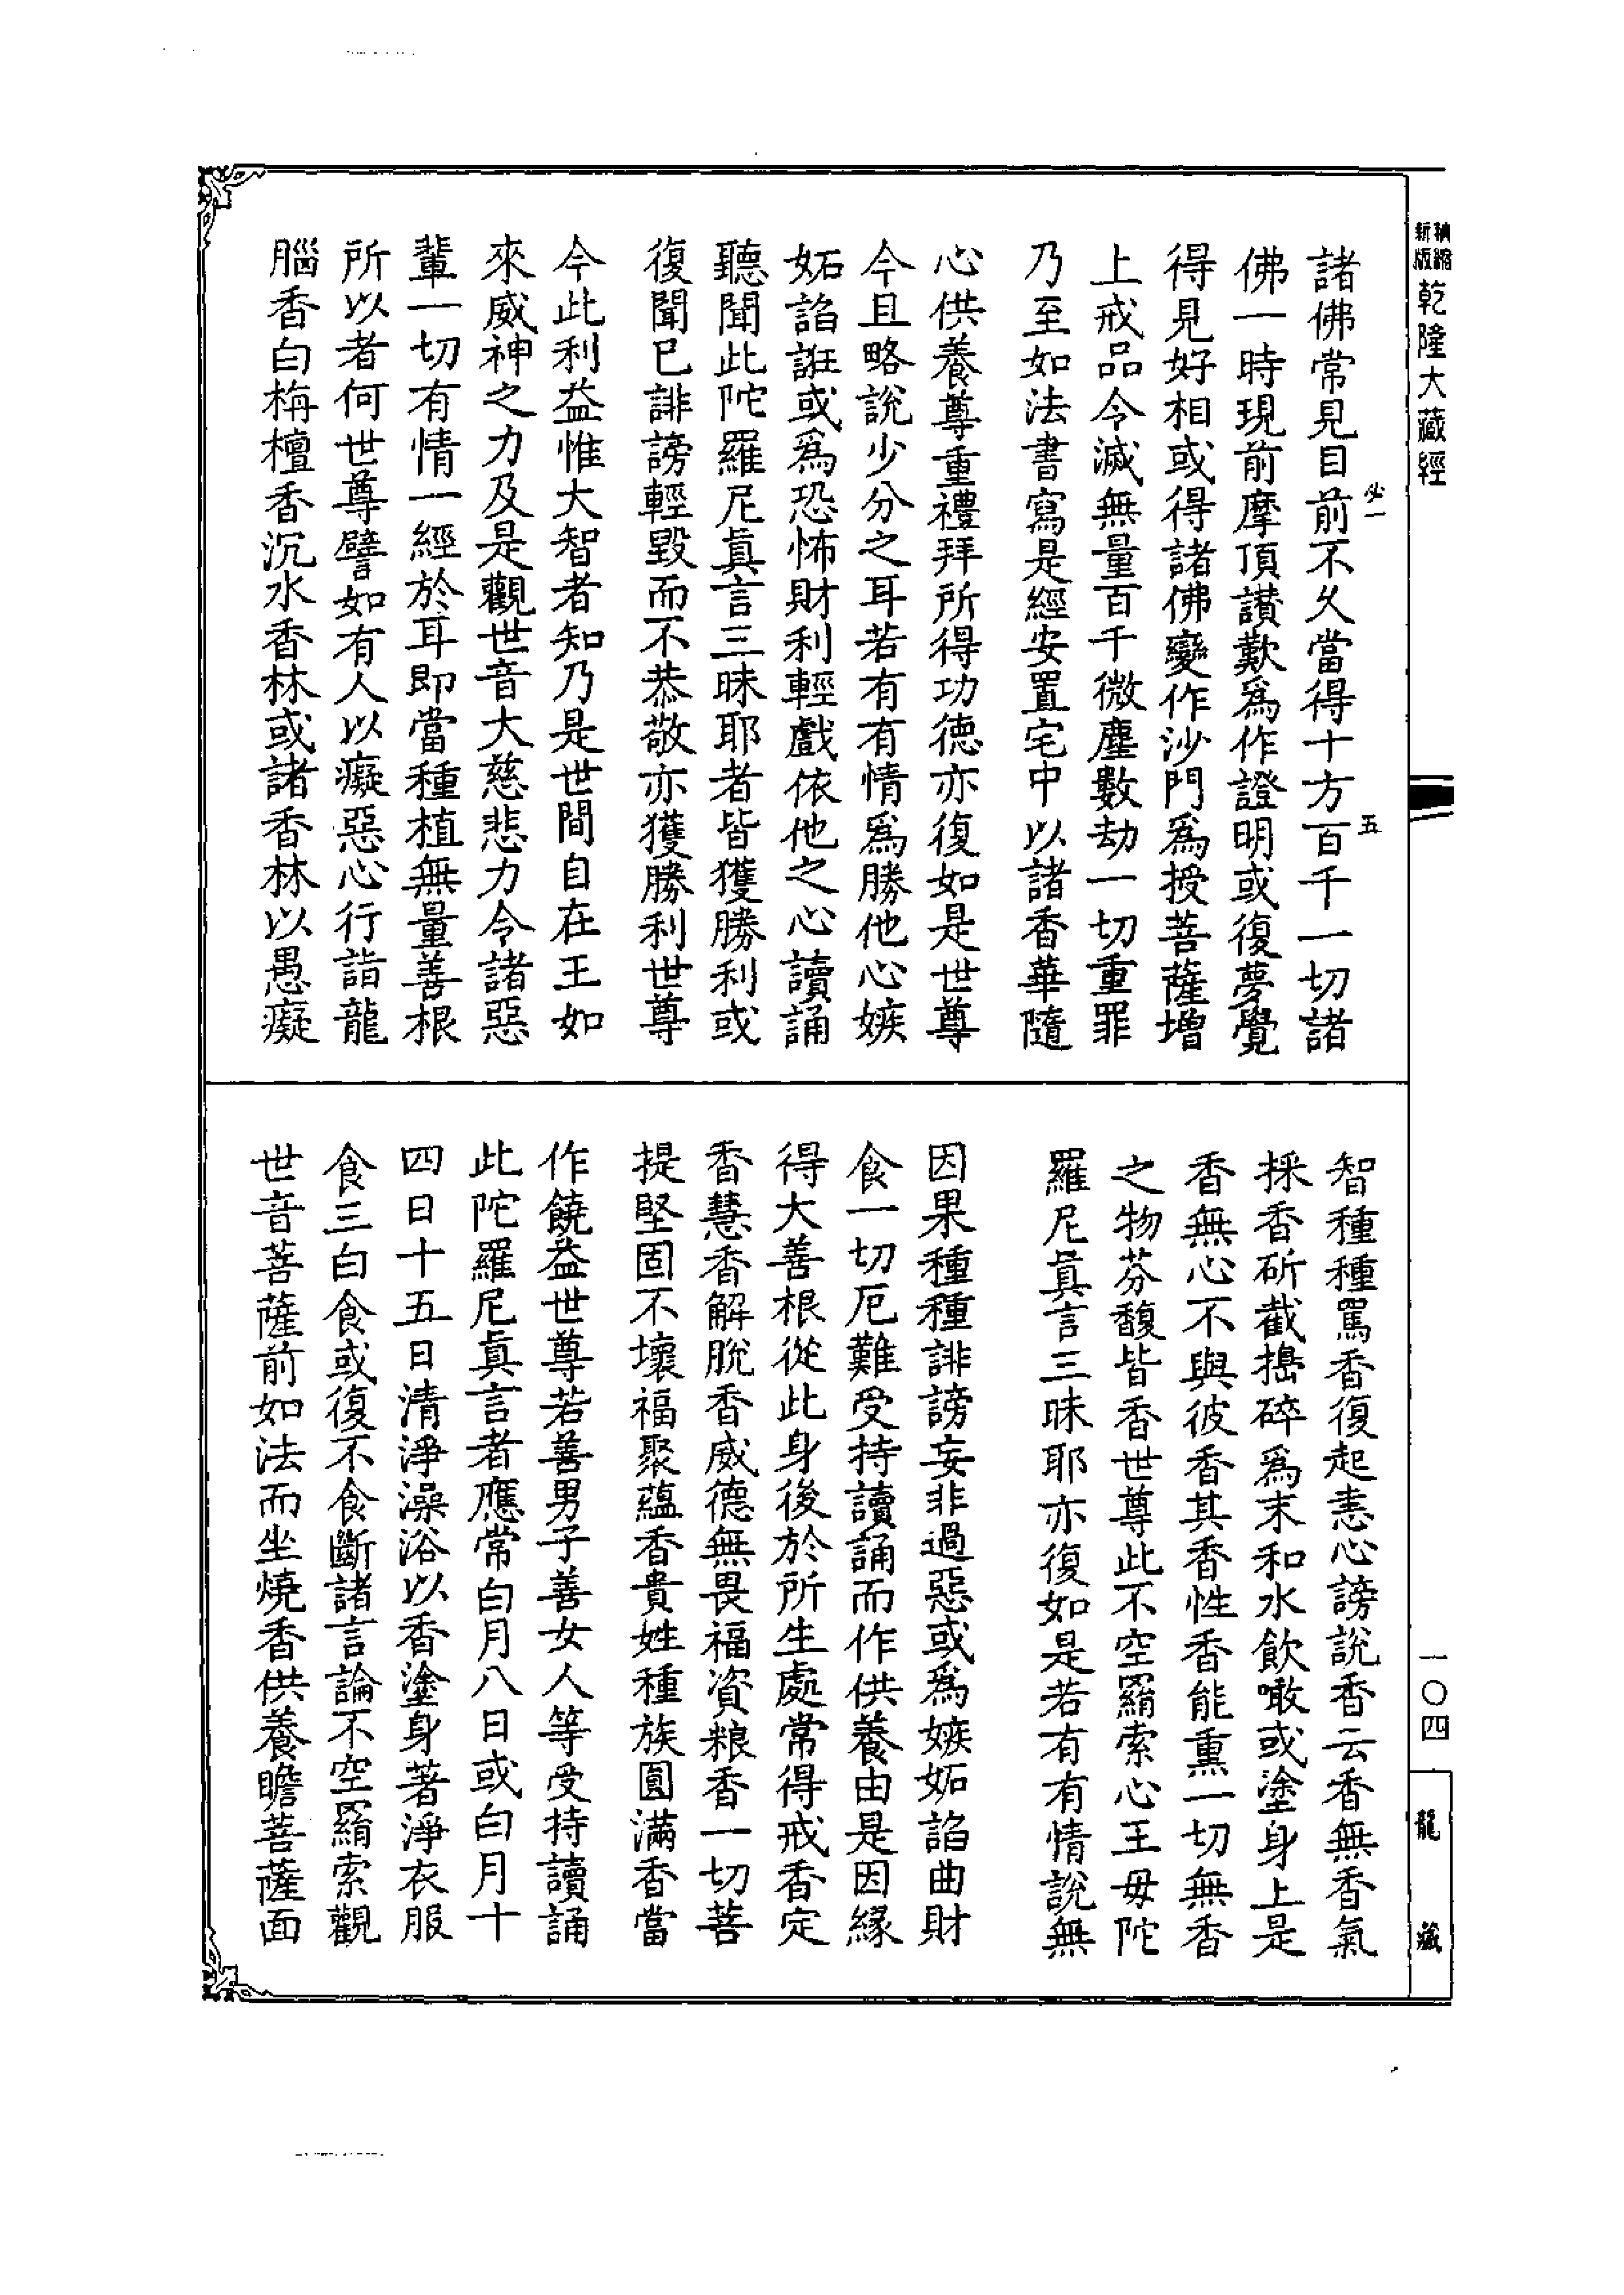 精縮
新版
乾隆大藏經
一〇四
龍藏
必一
五
諸佛常見目前不久當得十方百千一切諸
佛一時現前摩頂讃歎爲作證明或復夢覺
得見好相或得諸佛變作沙門爲授菩薩增
上戒品令滅無量百千微塵數劫一切重罪
乃至如法書寫是經安置宅中以諸香華隨
心供養尊重禮拜所得功德亦復如是世尊
今且略說少分之耳若有有情爲勝他心嫉
妬諂誑或爲恐怖財利輕戲依他之心讀誦
聽聞此陀羅尼眞言三昧耶者皆獲勝利或
復聞已誹謗輕毀而不恭敬亦獲勝利世尊
今此利益惟大智者知乃是世間自在王如
來威神之力及是觀世音大慈悲力令諸惡
輩一切有情一經於耳即當種植無量善根
所以者何世尊譬如有人以癡惡心行詣龍
腦香白栴檀香沉水香林或諸香林以愚癡
智種種罵香復起恚心謗說香云香無香氣
採香斫截擣碎爲末和水飲噉或塗身上是
香無心不與彼香其香性香能熏一切無香
之物芬馥皆香世尊此不空羂索心王毋陀
羅尼眞言三昧耶亦復如是若有有情說無
因果種種誹謗妄非過惡或爲嫉妬諂曲財
食一切厄難受持讀誦而作供養由是因緣
得大善根從此身後於所生處常得戒香定
香慧香解脫香威德無畏福資粮香一切菩
提堅固不壞福聚蘊香貴姓種族圓滿香當
作饒益世尊若善男子善女人等受持讀誦
此陀羅尼眞言者應常白月八日或白月十
四日十五日清淨澡浴以香塗身著淨衣服
食三白食或復不食斷諸言論不空羂索觀
世音菩薩前如法而坐燒香供養瞻菩薩面